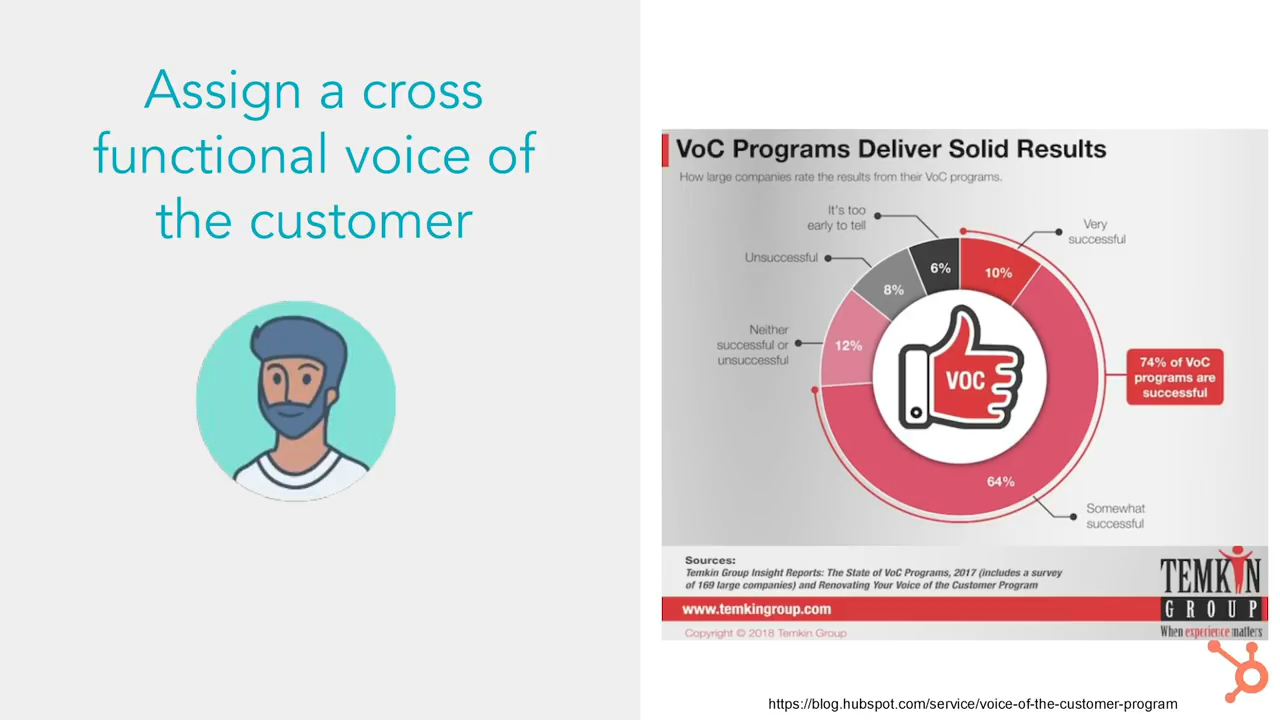 Assign a cross
functional voice of
the customer
VoC Programs Deliver Solid Results
How large companies rate the results from their VoC programs.
It's too
early to tell
Very
successful
Unsuccessful
6%
10%
8%
Neither
successful or
unsuccessful
12%
VOC
74% of VoC
programs are
successful
64%
Somewhat
successful
Sources:
Temkin Group Insight Reports: The State of VoC Programs, 2017 (includes a survey
of 169 large companies) and Renovating Your Voice of the Customer Program
TEMKIN
GROUP
When experience matters
www.temkingroup.com
Copyright © 2018 Temkin Group
https://blog.hubspot.com/service/voice-of-the-customer-program